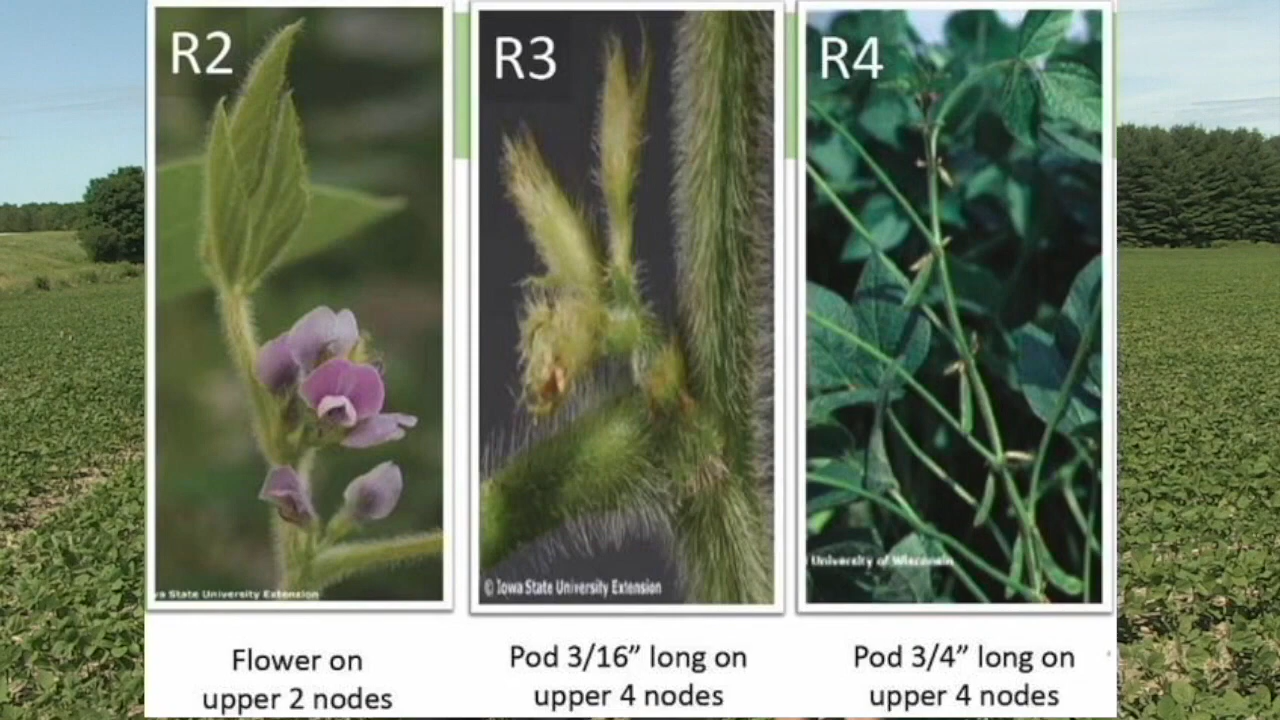 R2
R3
R4
a State University Extension
© Iowa State University Extension
University of Wisconsin
Flower on
upper 2 nodes
Pod 3/16” long on
upper 4 nodes
Pod 3/4” long on
upper 4 nodes